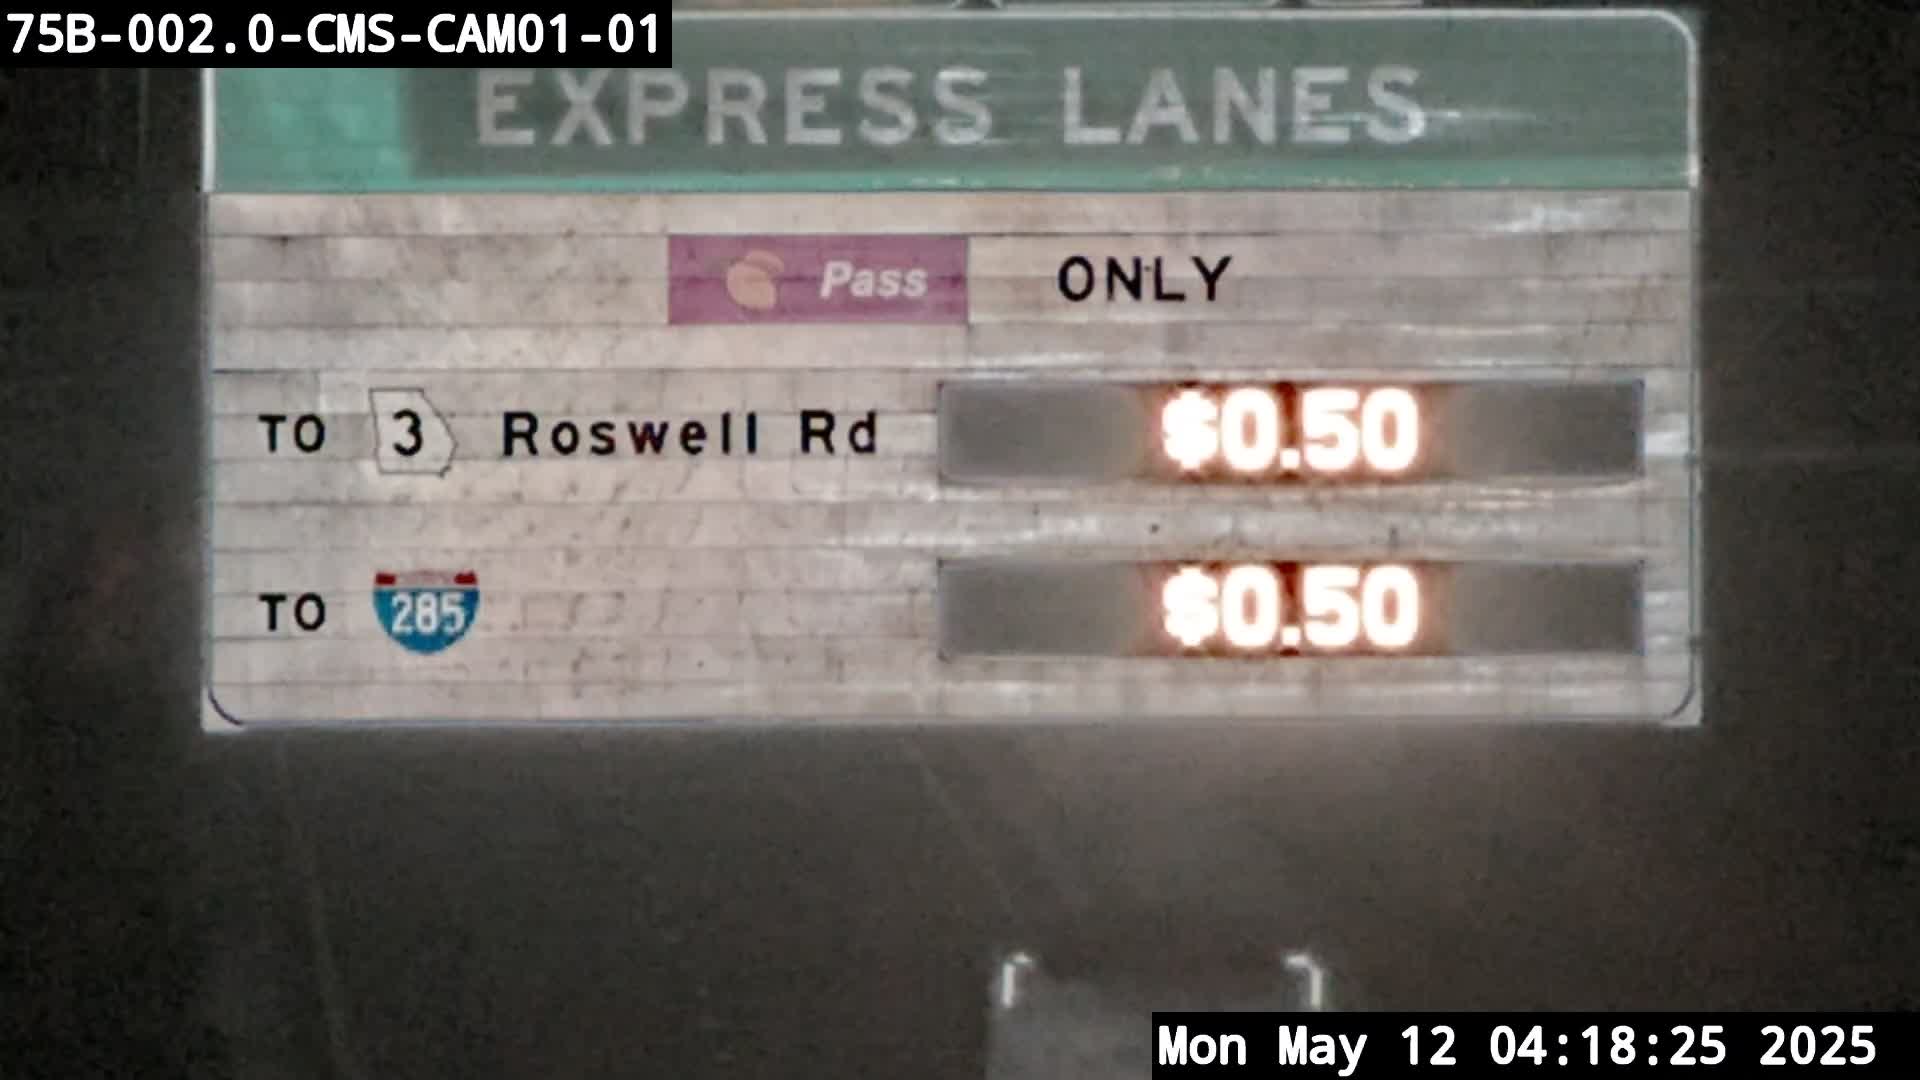 75B-002.0-CMS-CAM01-01
EXPRESS LANES
Pass ONLY
TO 3 Roswell Rd $0.50
TO 285 $0.50
Mon May 12 04:18:25 2025